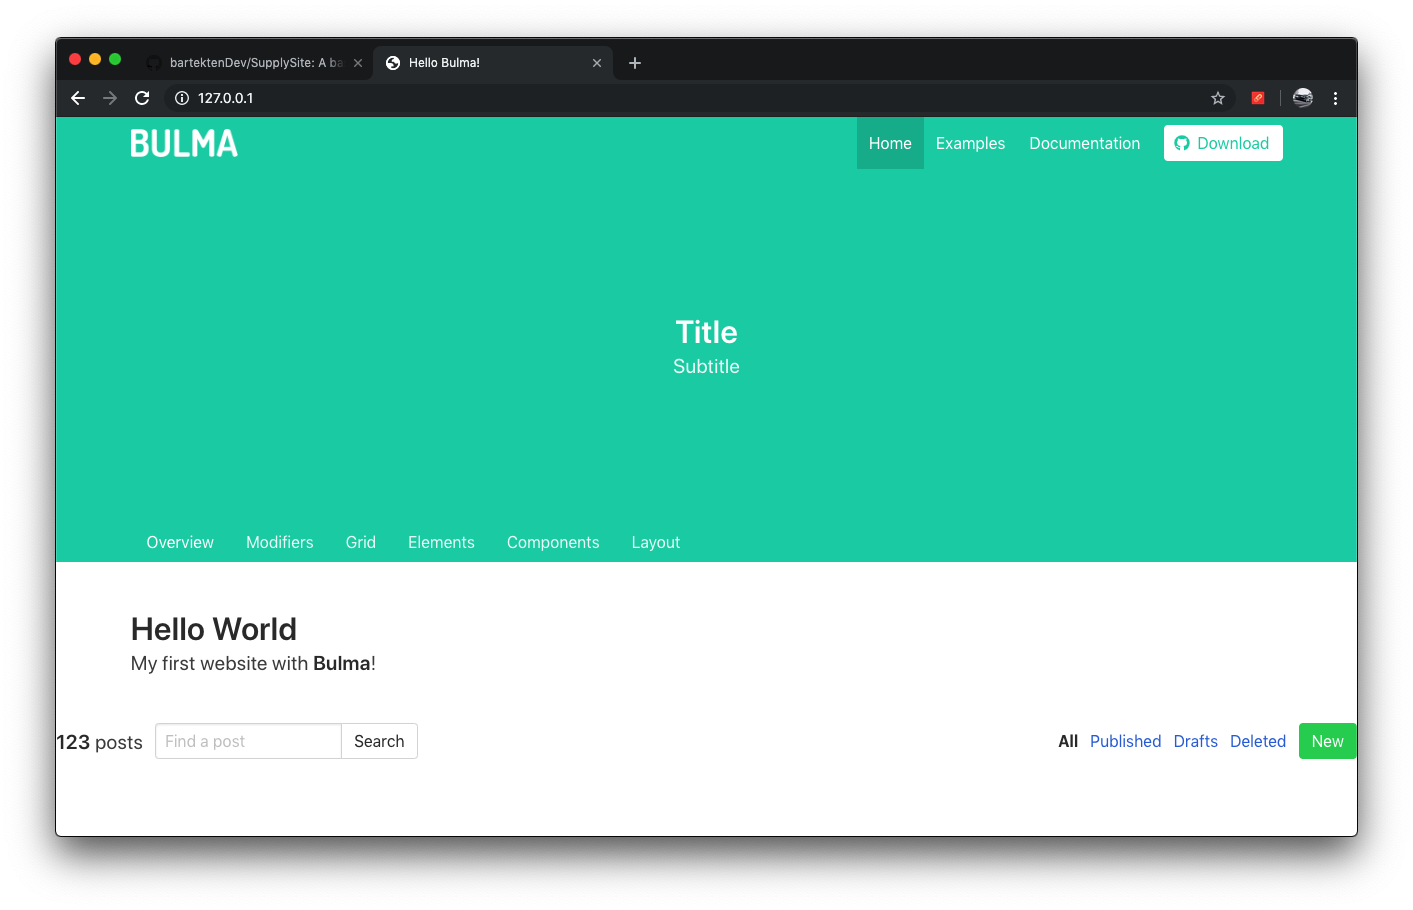 bartektenDev/SupplySite: A ba
Hello Bulma!
127.0.0.1
BULMA
Home Examples Documentation Download
Title
Subtitle
Overview Modifiers Grid Elements Components Layout
Hello World
My first website with Bulma!
123 posts Find a post Search All Published Drafts Deleted New